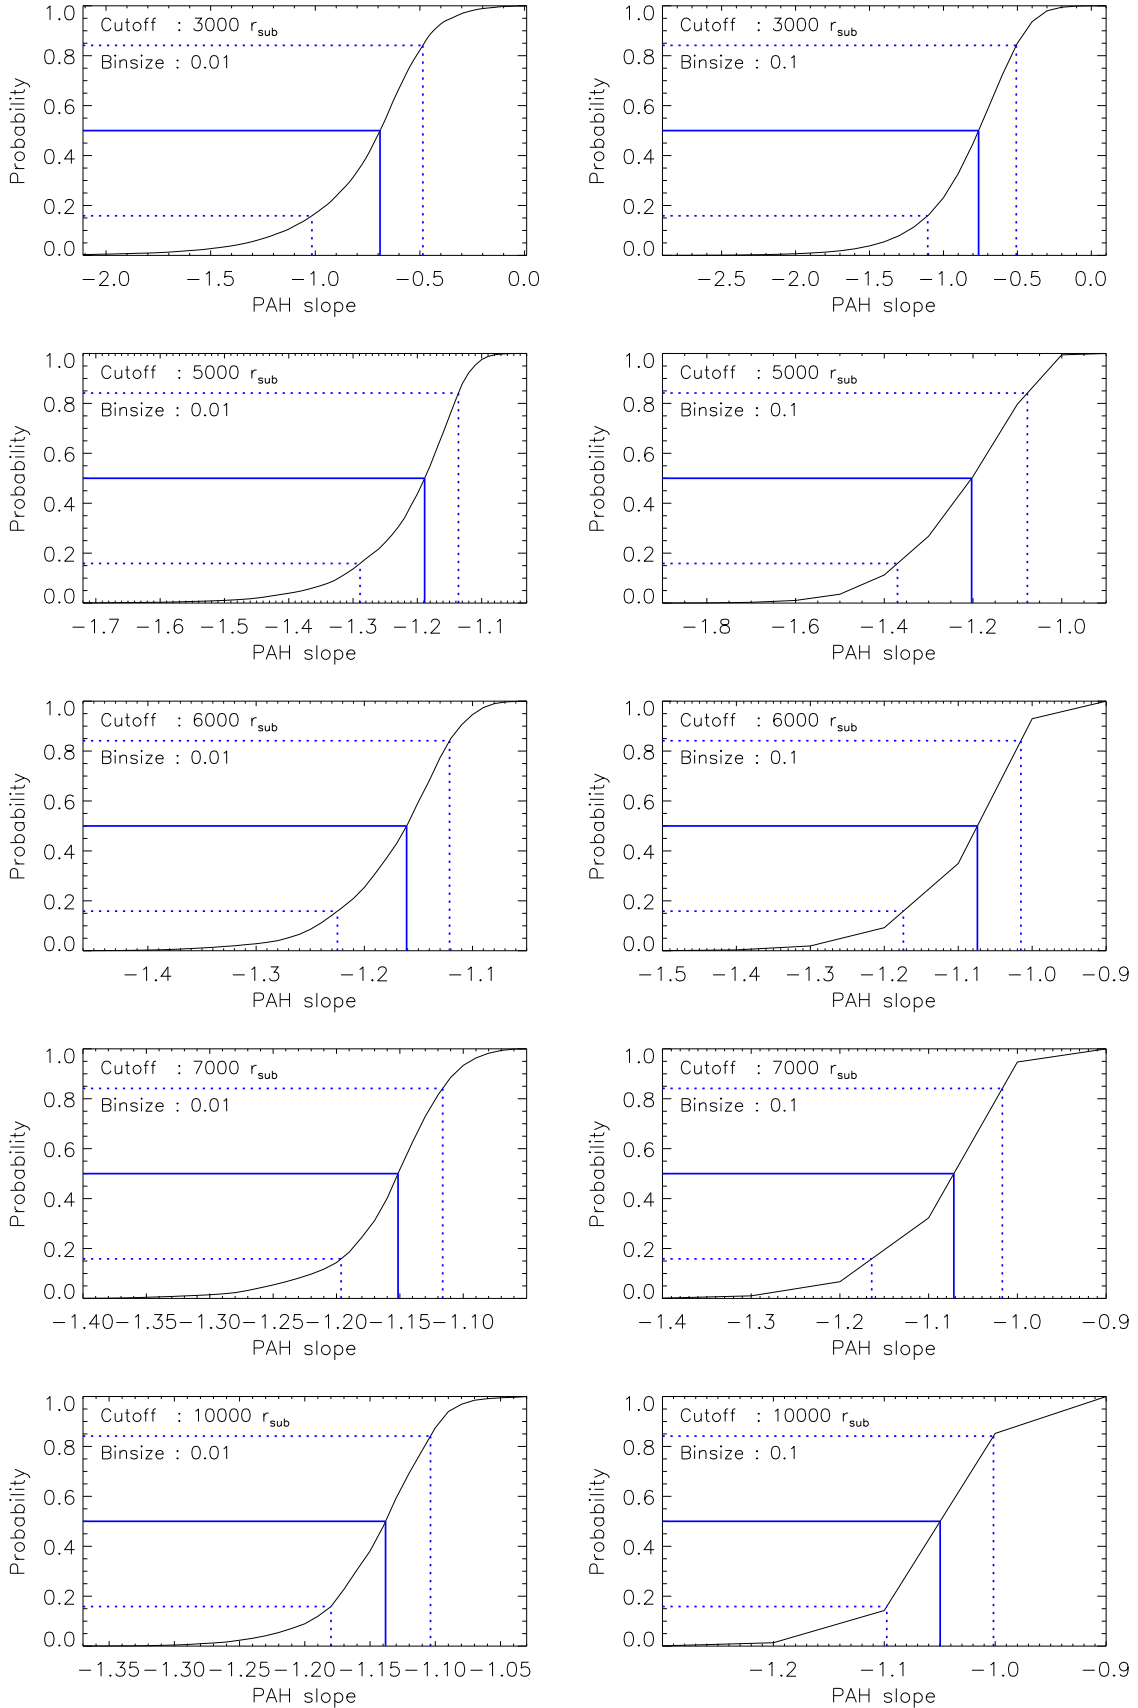 Cutoff : 3000 r_sub
Binsize : 0.01
Probability
1.0
0.8
0.6
0.4
0.2
0.0
−2.0 −1.5 −1.0 −0.5 0.0
PAH slope
Cutoff : 3000 r_sub
Binsize : 0.1
Probability
1.0
0.8
0.6
0.4
0.2
0.0
−2.5 −2.0 −1.5 −1.0 −0.5 0.0
PAH slope
Cutoff : 5000 r_sub
Binsize : 0.01
Probability
1.0
0.8
0.6
0.4
0.2
0.0
−1.7 −1.6 −1.5 −1.4 −1.3 −1.2 −1.1
PAH slope
Cutoff : 5000 r_sub
Binsize : 0.1
Probability
1.0
0.8
0.6
0.4
0.2
0.0
−1.8 −1.6 −1.4 −1.2 −1.0
PAH slope
Cutoff : 6000 r_sub
Binsize : 0.01
Probability
1.0
0.8
0.6
0.4
0.2
0.0
−1.4 −1.3 −1.2 −1.1
PAH slope
Cutoff : 6000 r_sub
Binsize : 0.1
Probability
1.0
0.8
0.6
0.4
0.2
0.0
−1.5 −1.4 −1.3 −1.2 −1.1 −1.0 −0.9
PAH slope
Cutoff : 7000 r_sub
Binsize : 0.01
Probability
1.0
0.8
0.6
0.4
0.2
0.0
−1.40 −1.35 −1.30 −1.25 −1.20 −1.15 −1.10
PAH slope
Cutoff : 7000 r_sub
Binsize : 0.1
Probability
1.0
0.8
0.6
0.4
0.2
0.0
−1.4 −1.3 −1.2 −1.1 −1.0 −0.9
PAH slope
Cutoff : 10000 r_sub
Binsize : 0.01
Probability
1.0
0.8
0.6
0.4
0.2
0.0
−1.35 −1.30 −1.25 −1.20 −1.15 −1.10 −1.05
PAH slope
Cutoff : 10000 r_sub
Binsize : 0.1
Probability
1.0
0.8
0.6
0.4
0.2
0.0
−1.2 −1.1 −1.0 −0.9
PAH slope